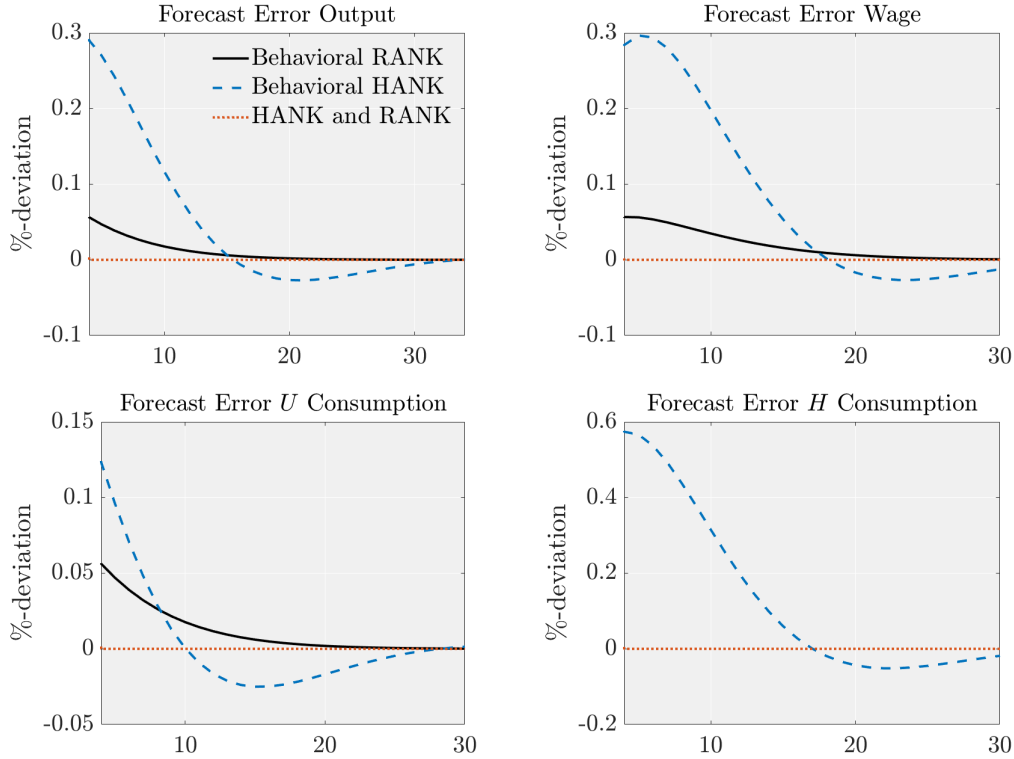 Forecast Error Output
0.3
0.2
0.1
0
-0.1
%-deviation
Behavioral RANK
Behavioral HANK
HANK and RANK
10
20
30
Forecast Error Wage
0.3
0.2
0.1
0
-0.1
%-deviation
10
20
30
Forecast Error U Consumption
0.15
0.1
0.05
0
-0.05
%-deviation
10
20
30
Forecast Error H Consumption
0.6
0.4
0.2
0
-0.2
%-deviation
10
20
30